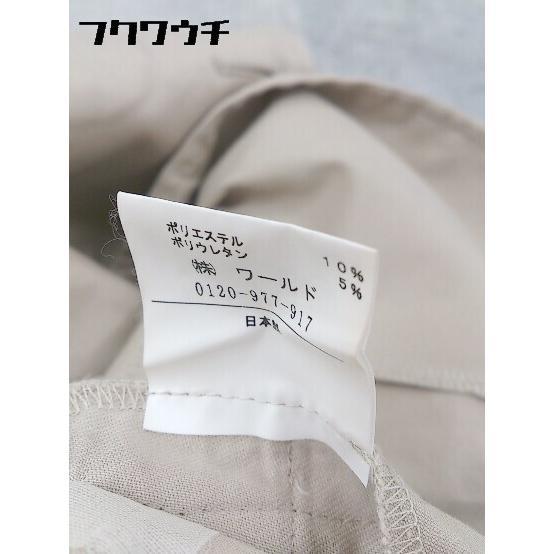 フクワウチ
ポリエステル 10%
ポリウレタン 5%
㈱ ワールド
0120-977-917
日本製